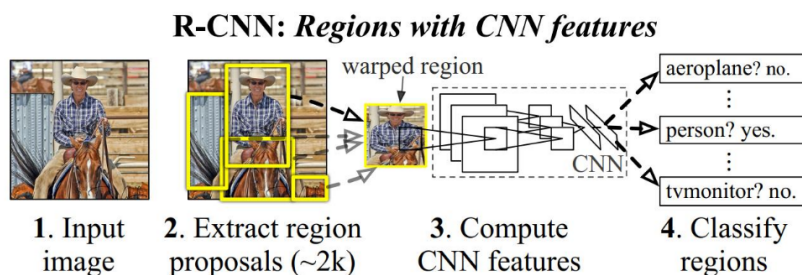 R-CNN: Regions with CNN features
warped region
aeroplane? no.
person? yes.
CNN
tvmonitor? no.
1. Input
image
2. Extract region
proposals (~2k)
3. Compute
CNN features
4. Classify
regions